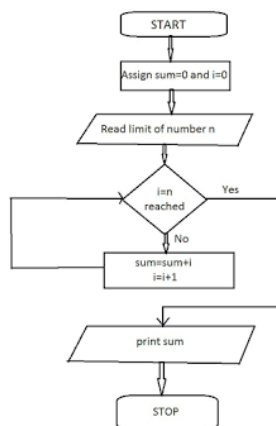 START
Assign sum=0 and i=0
Read limit of number n
i=n
reached
Yes
No
sum=sum+i
i=i+1
print sum
STOP